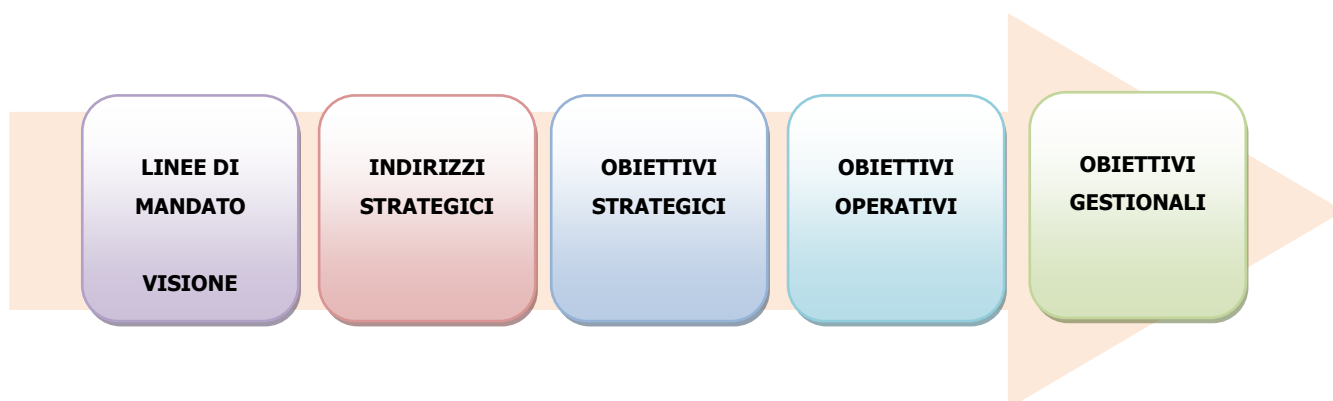 LINEE DI
MANDATO
VISIONE
INDIRIZZI
STRATEGICI
OBIETTIVI
STRATEGICI
OBIETTIVI
OPERATIVI
OBIETTIVI
GESTIONALI